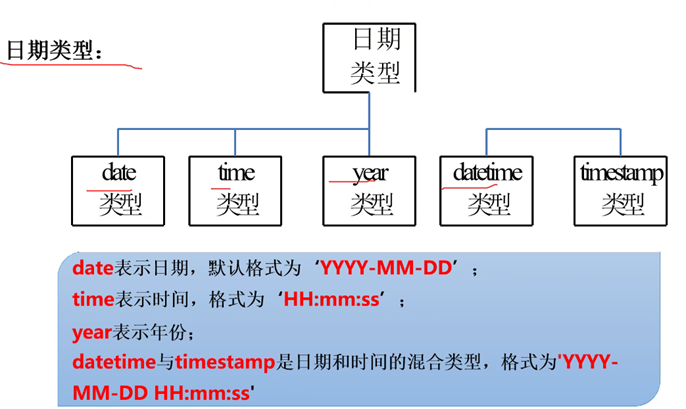 日期类型：
日期
类型
date
类型
time
类型
year
类型
datetime
类型
timestamp
类型
date表示日期，默认格式为‘YYYY-MM-DD’；
time表示时间，格式为‘HH:mm:ss’；
year表示年份;
datetime与timestamp是日期和时间的混合类型，格式为'YYYY-
MM-DD HH:mm:ss'